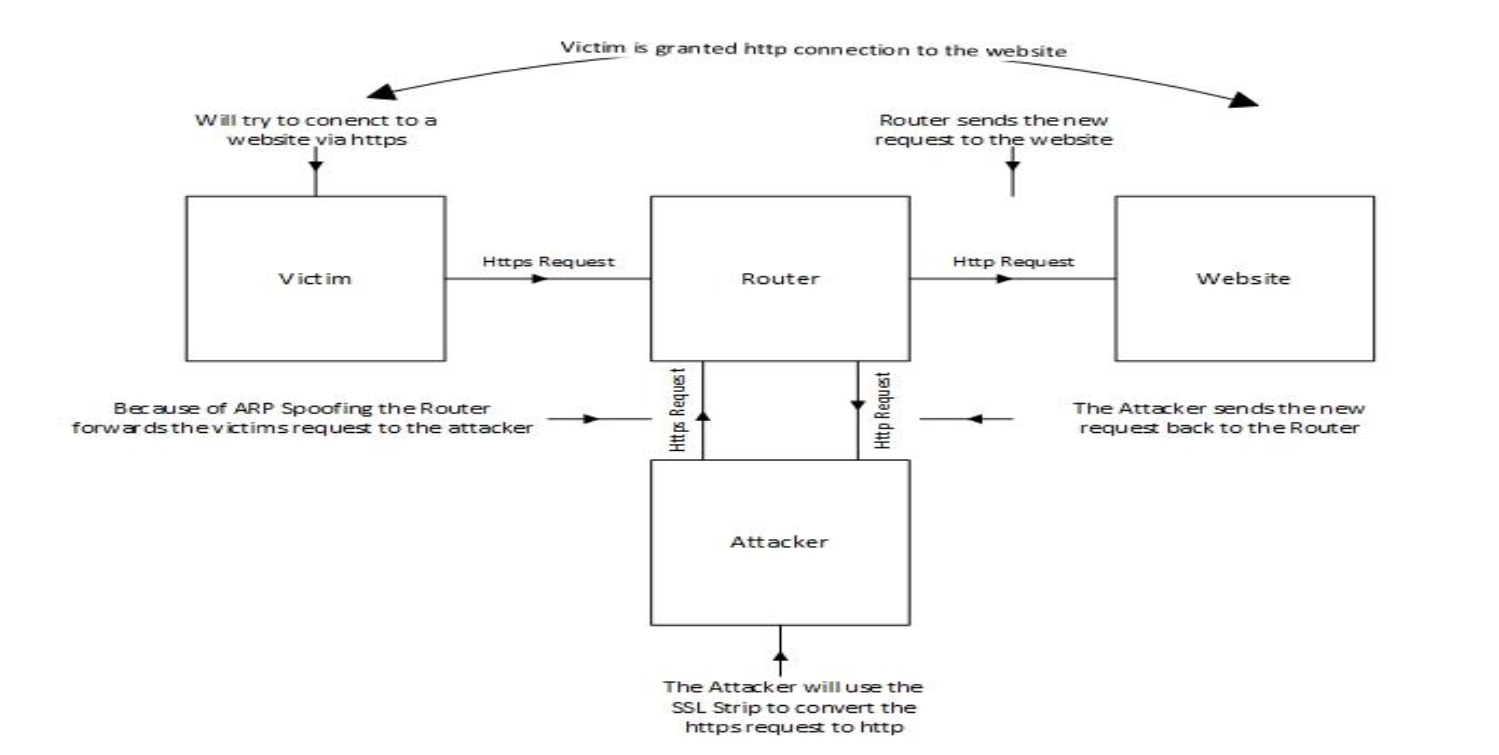 Victim is granted http connection to the website
Will try to conenct to a
website via https
Router sends the new
request to the website
Https Request
Http Request
Victim
Router
Website
Https Request
Http Request
Because of ARP Spoofing the Router
forwards the victims request to the attacker
The Attacker sends the new
request back to the Router
Attacker
The Attacker will use the
SSL Strip to convert the
https request to http